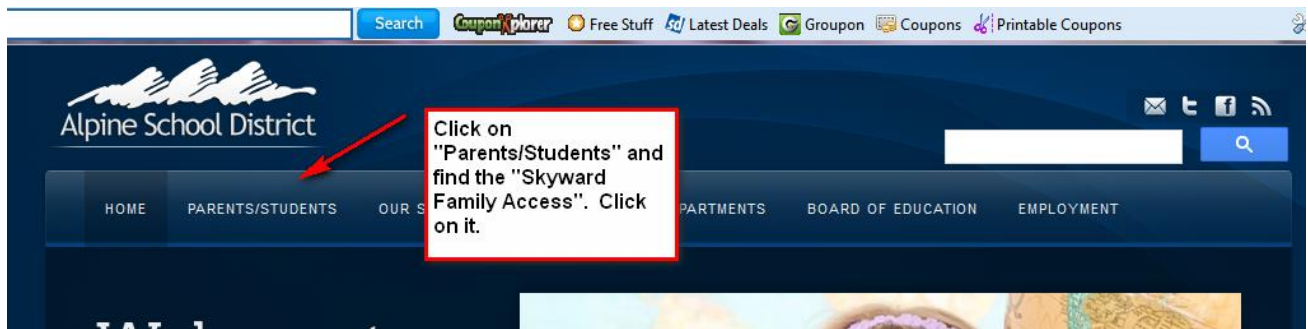 Search CouponXplorer Free Stuff Latest Deals Groupon Coupons Printable Coupons
Alpine School District
Click on
"Parents/Students" and
find the "Skyward
Family Access". Click
on it.
HOME PARENTS/STUDENTS OUR S PARTMENTS BOARD OF EDUCATION EMPLOYMENT